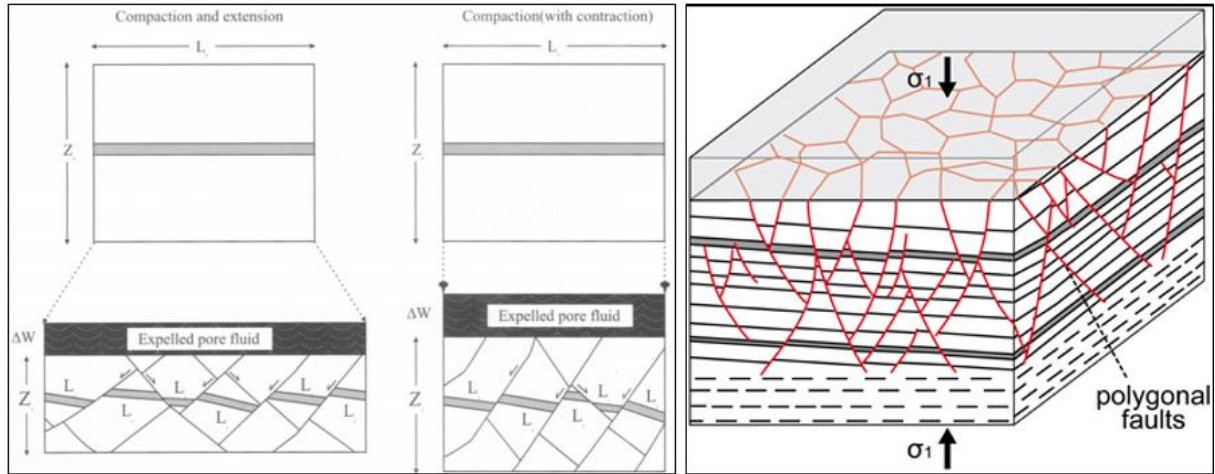 Compaction and extension
L
Z
ΔW
Expelled pore fluid
Z
L
L
L
L
L
L
L
L
Compaction(with contraction)
L
Z
ΔW
Expelled pore fluid
Z
L
L
L
L
L
L
σ1
polygonal
faults
σ1